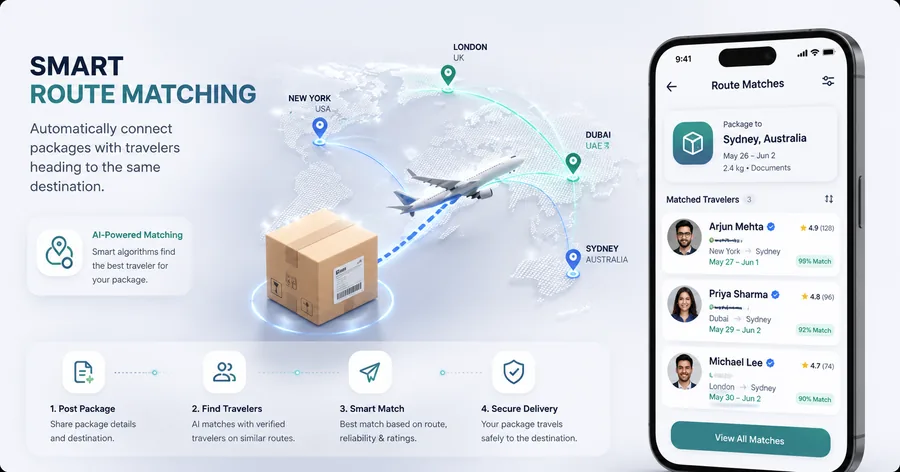 SMART
ROUTE MATCHING
Automatically connect
packages with travelers
heading to the same
destination.
AI-Powered Matching
Smart algorithms find
the best traveler for
your package.
LONDON
UK
NEW YORK
USA
DUBAI
UAE
SYDNEY
AUSTRALIA
1. Post Package
Share package details
and destination.
2. Find Travelers
AI matches with verified
travelers on similar routes.
3. Smart Match
Best match based on route,
reliability & ratings.
4. Secure Delivery
Your package travels
safely to the destination.
9:41
Route Matches
Package to
Sydney, Australia
May 26 – Jun 2
2.4 kg • Documents
Matched Travelers 3
Arjun Mehta 4.9 (128)
New York → Sydney
May 27 – Jun 1 99% Match
Priya Sharma 4.8 (96)
Dubai → Sydney
May 29 – Jun 2 92% Match
Michael Lee 4.7 (74)
London → Sydney
May 30 – Jun 2 90% Match
View All Matches